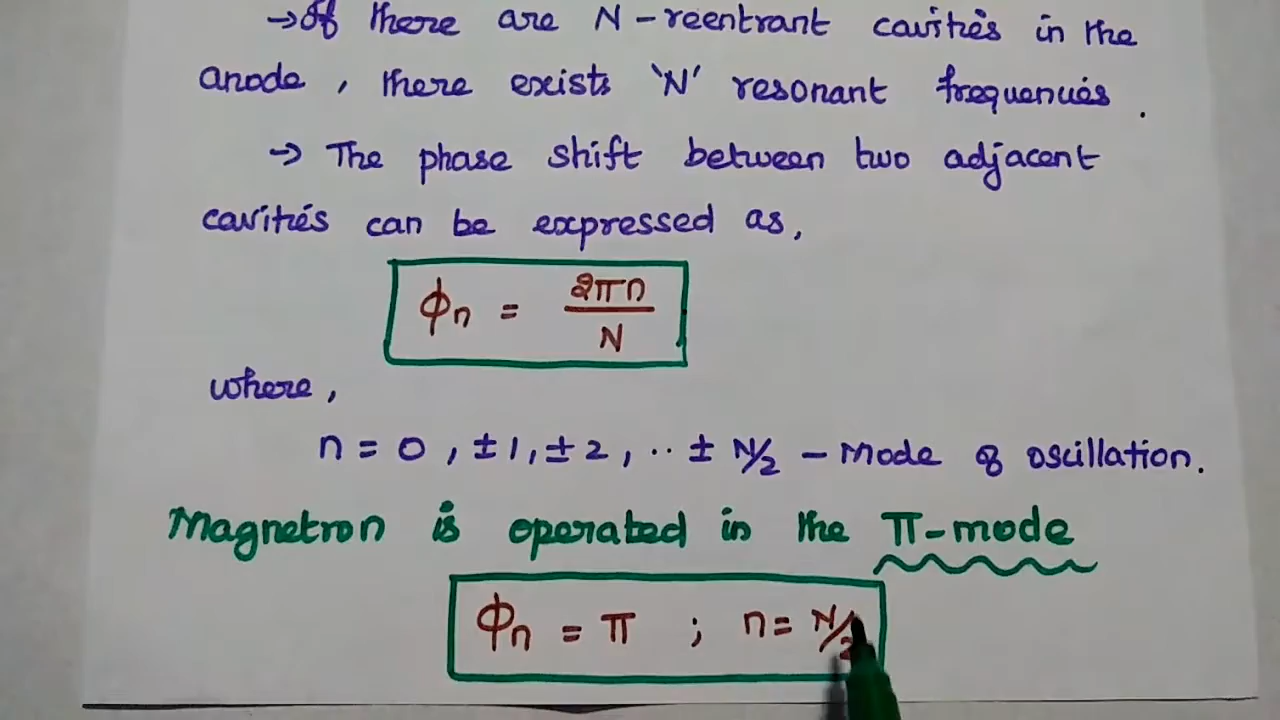 → If there are N-reentrant cavities in the
anode, there exists 'N' resonant frequencies.
→ The phase shift between two adjacent
cavities can be expressed as,
ϕn = 2πn/N
where,
n = 0, ±1, ±2, .. ± N/2 – Mode of oscillation.
Magnetron is operated in the π-mode
ϕn = π ; n = N/2